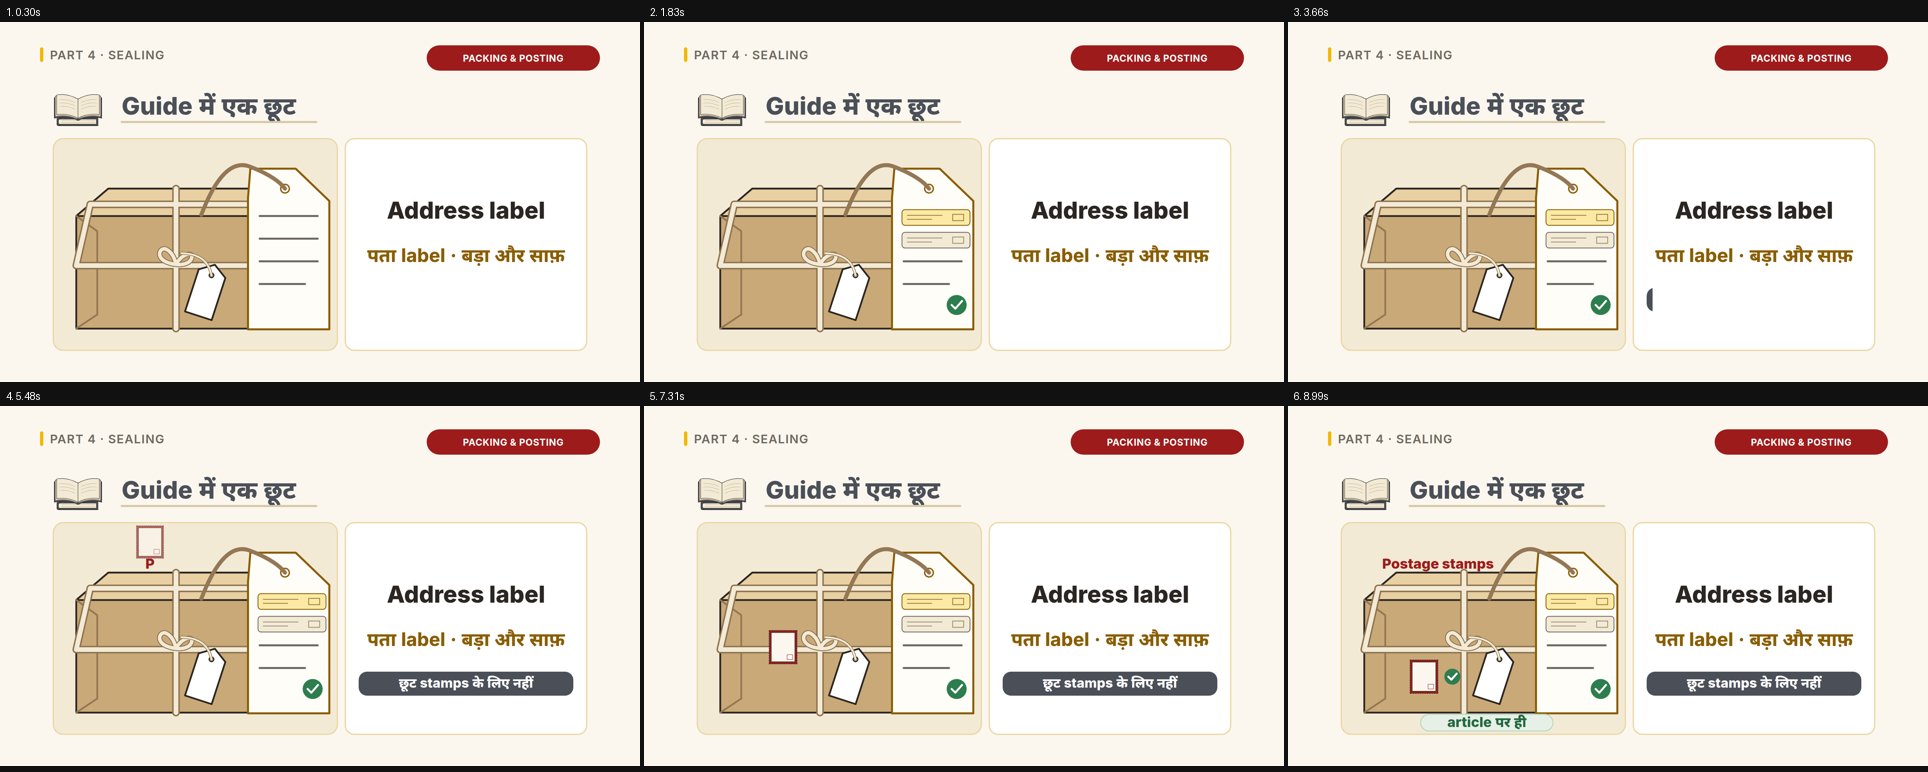 1. 0.30s
PART 4 · SEALING
PACKING & POSTING
Guide में एक छूट
Address label
पता label · बड़ा और साफ़
2. 1.83s
PART 4 · SEALING
PACKING & POSTING
Guide में एक छूट
Address label
पता label · बड़ा और साफ़
3. 3.66s
PART 4 · SEALING
PACKING & POSTING
Guide में एक छूट
Address label
पता label · बड़ा और साफ़
4. 5.48s
PART 4 · SEALING
PACKING & POSTING
Guide में एक छूट
P
Address label
पता label · बड़ा और साफ़
छूट stamps के लिए नहीं
5. 7.31s
PART 4 · SEALING
PACKING & POSTING
Guide में एक छूट
Address label
पता label · बड़ा और साफ़
छूट stamps के लिए नहीं
6. 8.99s
PART 4 · SEALING
PACKING & POSTING
Guide में एक छूट
Postage stamps
Address label
पता label · बड़ा और साफ़
छूट stamps के लिए नहीं
article पर ही